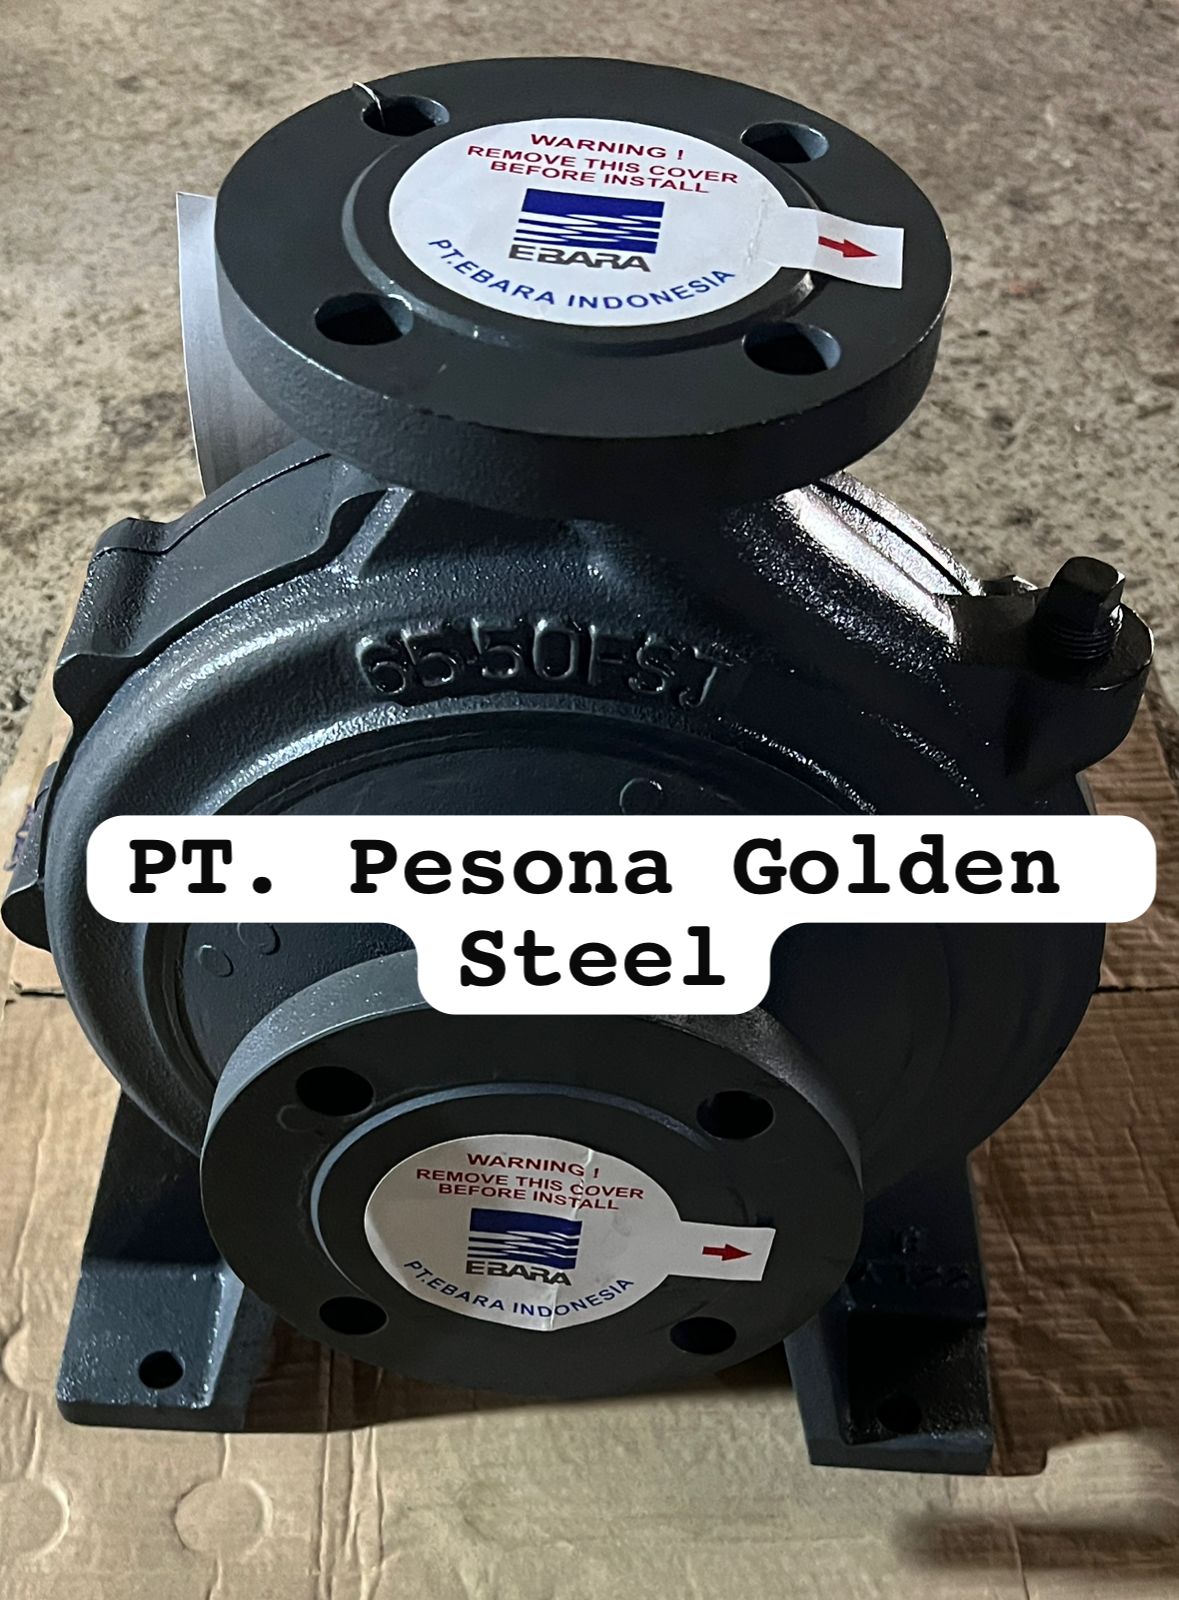 WARNING !
REMOVE THIS COVER
BEFORE INSTALL
EBARA
PT.EBARA INDONESIA
65 50FSJ
PT. Pesona Golden
Steel
WARNING !
REMOVE THIS COVER
BEFORE INSTALL
EBARA
PT.EBARA INDONESIA